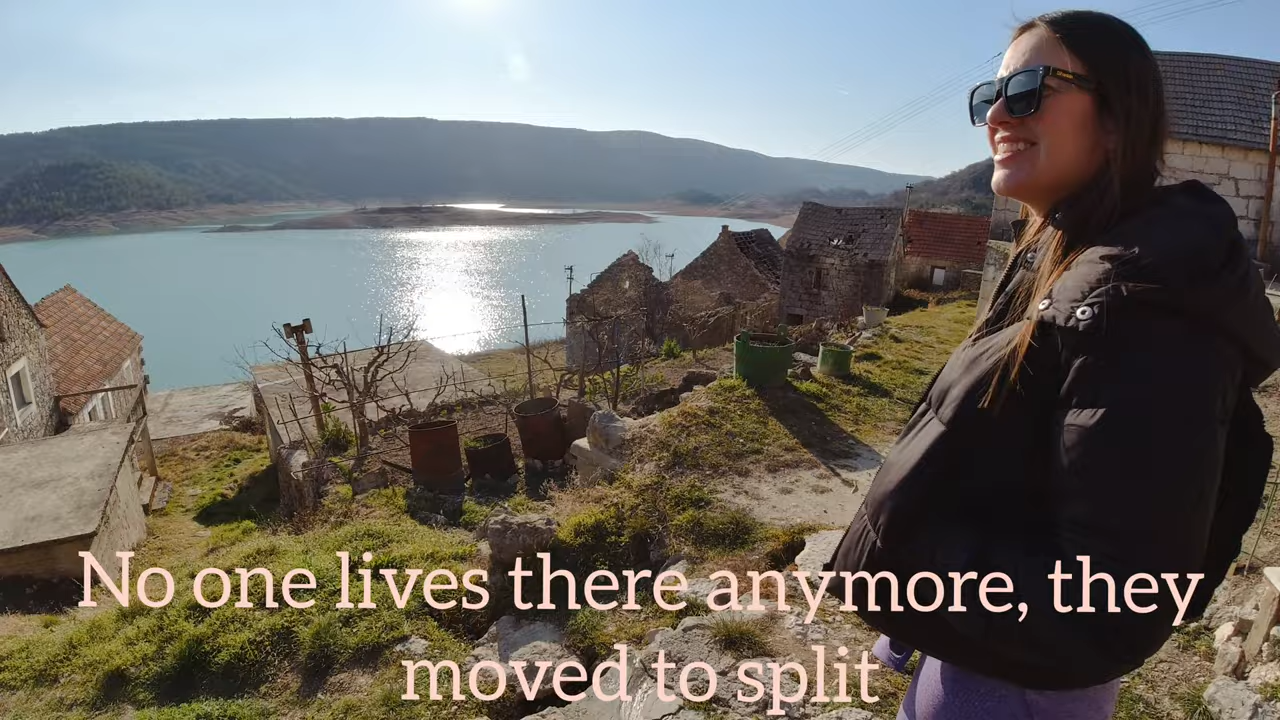 No one lives there anymore, they
moved to split